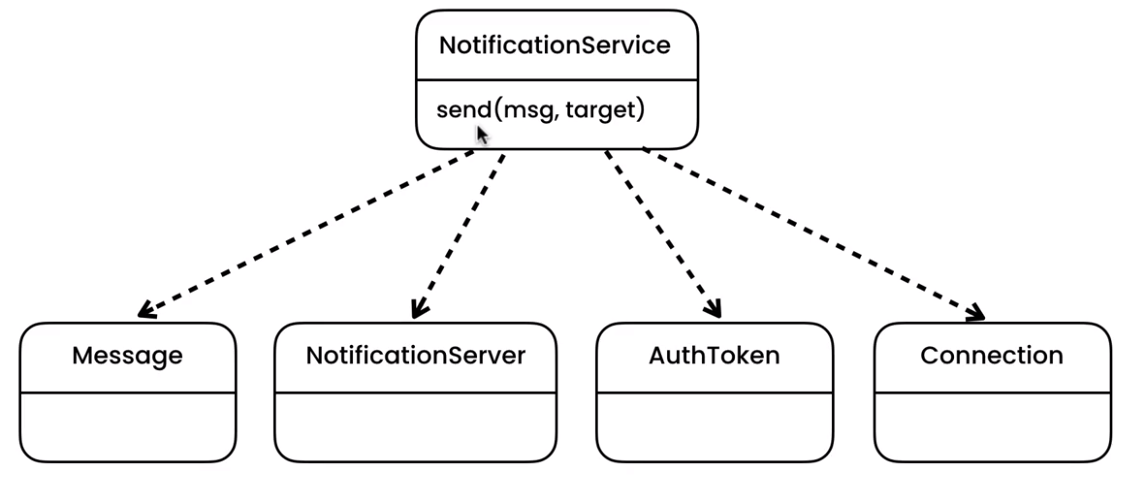 NotificationService
send(msg, target)
Message
NotificationServer
AuthToken
Connection